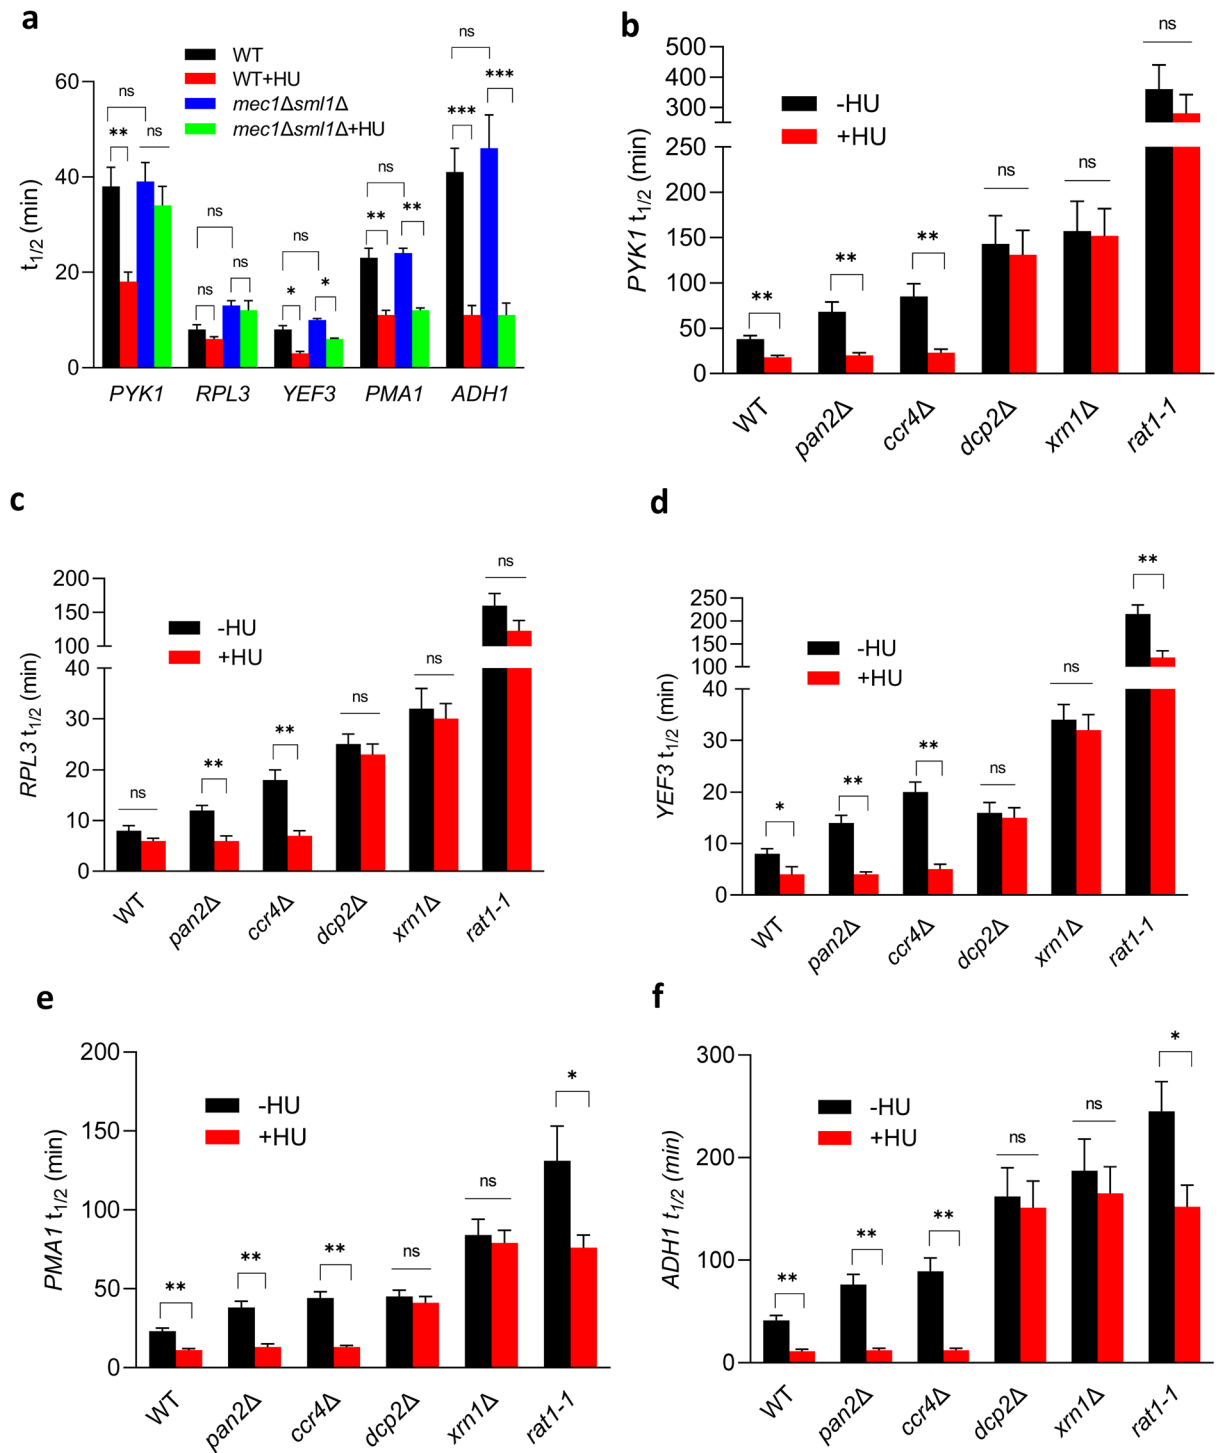 a
ns
WT
WT+HU
mec1Δsml1Δ
mec1Δsml1Δ+HU
***
***
ns
**
ns
ns
**
**
ns
ns
ns
ns
*
*
t1/2 (min)
60
40
20
0
PYK1 RPL3 YEF3 PMA1 ADH1
b
ns
-HU
+HU
ns
ns
**
**
**
PYK1 t1/2 (min)
500
400
300
250
200
150
100
50
0
WT pan2Δ ccr4Δ dcp2Δ xrn1Δ rat1-1
c
ns
-HU
+HU
ns
ns
**
**
ns
RPL3 t1/2 (min)
200
150
100
40
30
20
10
0
WT pan2Δ ccr4Δ dcp2Δ xrn1Δ rat1-1
d
**
-HU
+HU
ns
**
ns
**
*
YEF3 t1/2 (min)
250
200
150
100
40
30
20
10
0
WT pan2Δ ccr4Δ dcp2Δ xrn1Δ rat1-1
e
*
-HU
+HU
ns
ns
**
**
**
PMA1 t1/2 (min)
200
150
100
50
0
WT pan2Δ ccr4Δ dcp2Δ xrn1Δ rat1-1
f
*
-HU
+HU
ns
ns
**
**
**
ADH1 t1/2 (min)
300
200
100
0
WT pan2Δ ccr4Δ dcp2Δ xrn1Δ rat1-1